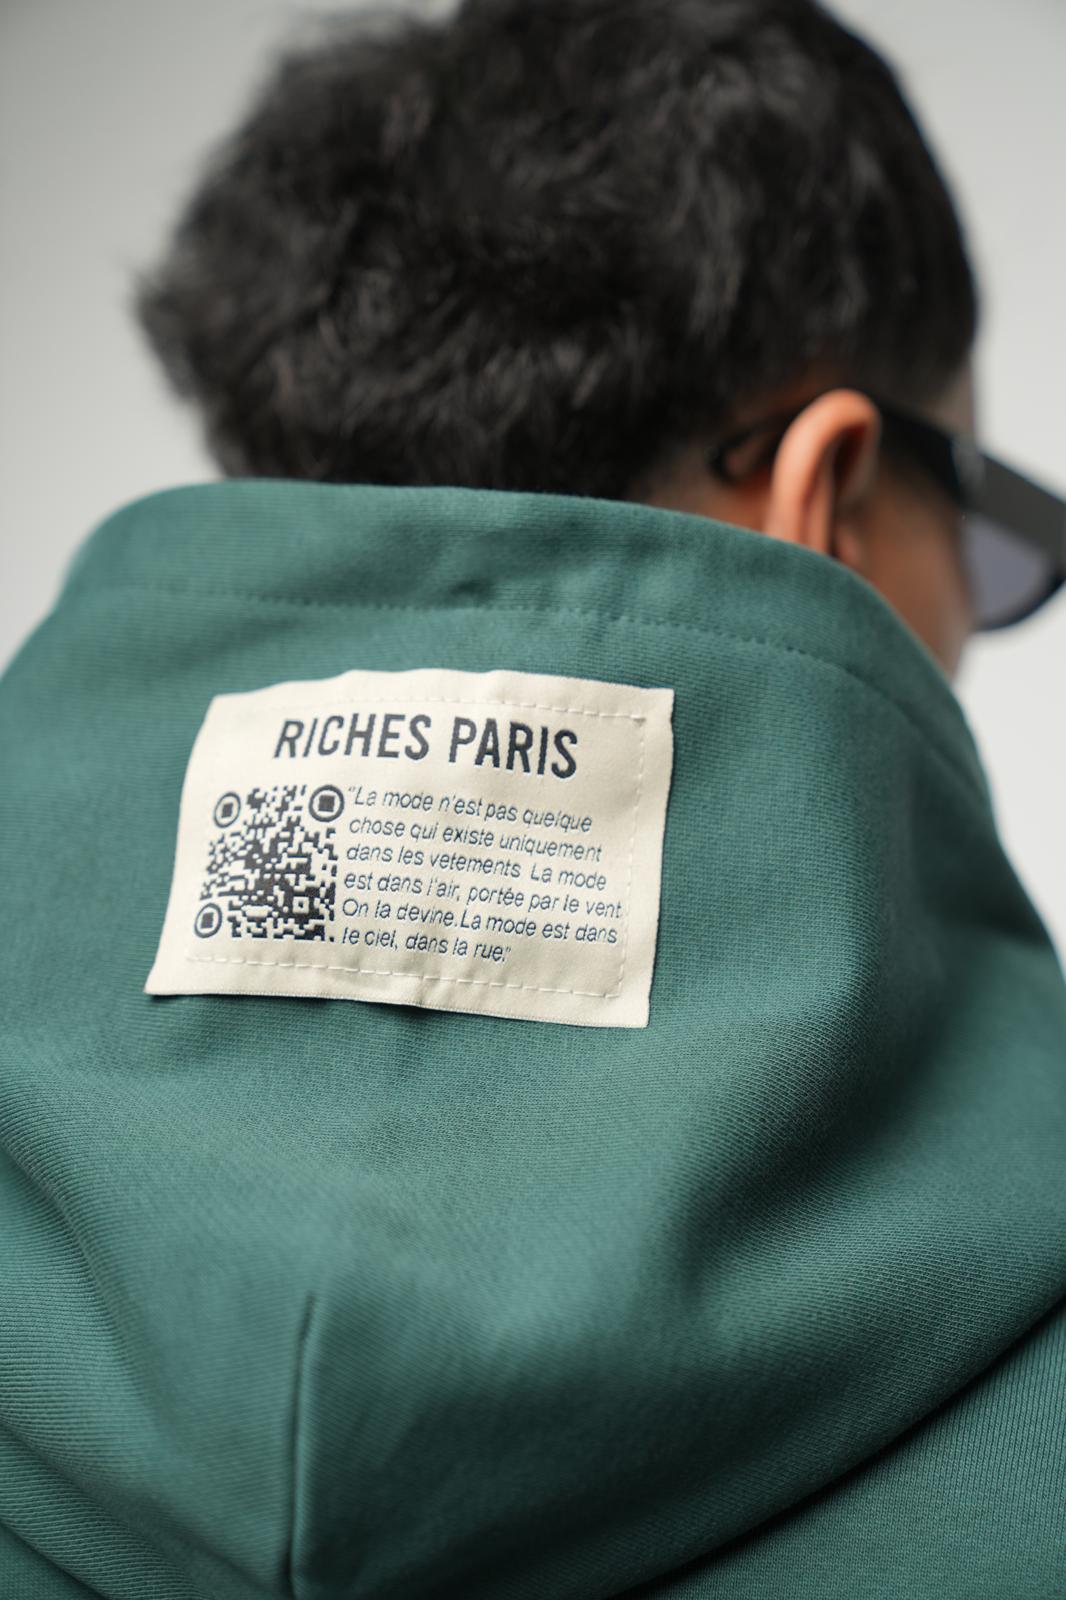 RICHES PARIS
"La mode n'est pas quelque
chose qui existe uniquement
dans les vetements. La mode
est dans l'air, portée par le vent.
On la devine.La mode est dans
le ciel, dans la rue."